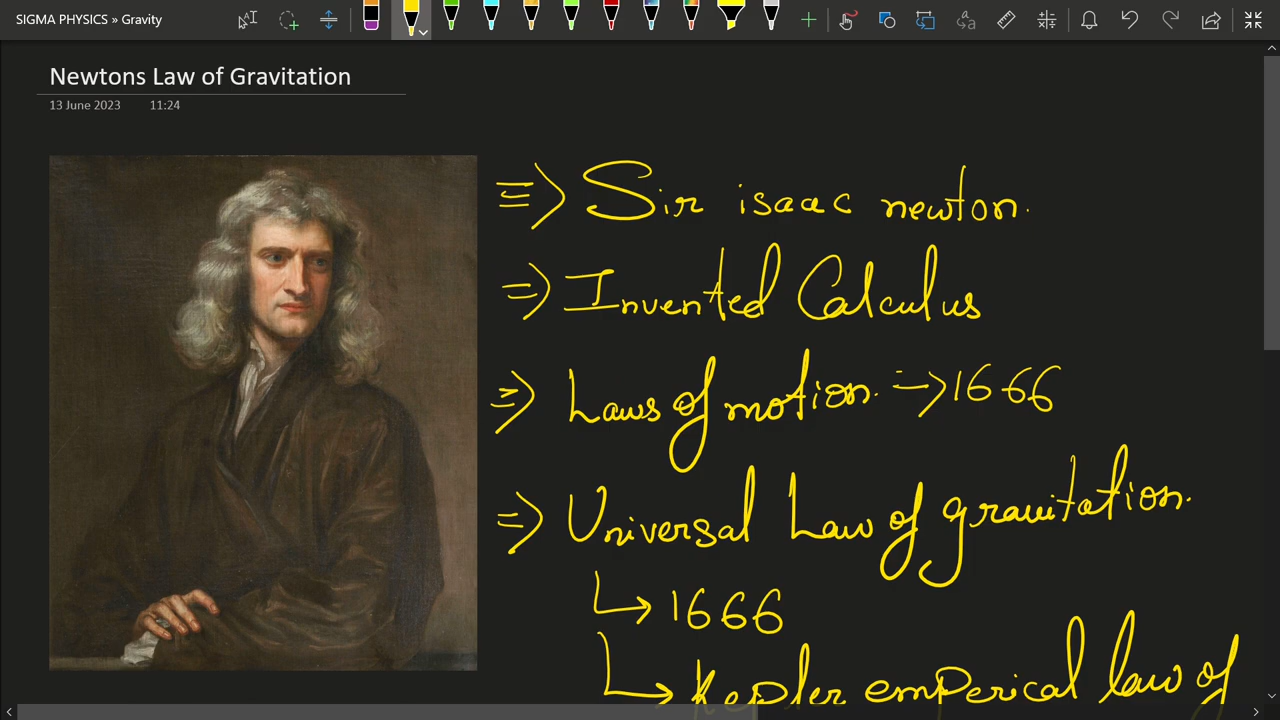 SIGMA PHYSICS » Gravity
Newtons Law of Gravitation
13 June 2023 11:24
=> Sir isaac newton.
=> Invented Calculus
=> Laws of motion. -> 1666
=> Universal Law of gravitation.
↳ 1666
↳ Kepler emperical law of